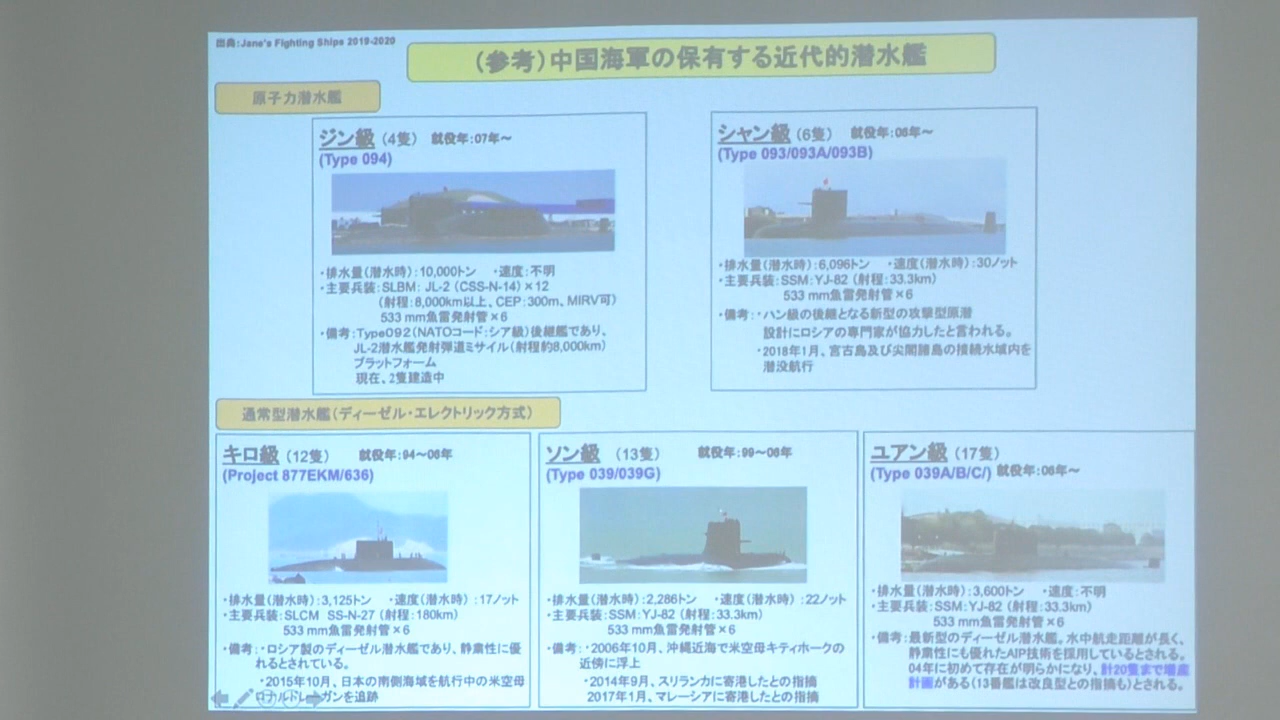 出典:Jane's Fighting Ships 2019-2020
(参考)中国海軍の保有する近代的潜水艦
原子力潜水艦
ジン級 (4隻) 就役年:07年~
(Type 094)
・排水量(潜水時):10,000トン ・速度:不明
・主要兵装:SLBM: JL-2 (CSS-N-14)×12
(射程:8,000km以上、CEP:300m、MIRV可)
533 mm魚雷発射管×6
・備考:Type092(NATOコード:シア級)後継艦であり、
JL-2潜水艦発射弾道ミサイル(射程約8,000km)
プラットフォーム
現在、2隻建造中
シャン級 (6隻) 就役年:06年~
(Type 093/093A/093B)
・排水量(潜水時):6,096トン ・速度(潜水時):30ノット
・主要兵装:SSM:YJ-82 (射程:33.3km)
533 mm魚雷発射管×6
・備考:・ハン級の後継となる新型の攻撃型原潜
設計にロシアの専門家が協力したと言われる。
・2018年1月、宮古島及び尖閣諸島の接続水域内を
潜没航行
通常型潜水艦(ディーゼル・エレクトリック方式)
キロ級 (12隻) 就役年:94~06年
(Project 877EKM/636)
・排水量(潜水時):3,125トン ・速度(潜水時):17ノット
・主要兵装:SLCM SS-N-27 (射程:180km)
533 mm魚雷発射管×6
・備考:・ロシア製のディーゼル潜水艦であり、静粛性に優
れるとされている。
・2015年10月、日本の南側海域を航行中の米空母
ロナルドレーガンを追跡
ソン級 (13隻) 就役年:99~06年
(Type 039/039G)
・排水量(潜水時):2,286トン ・速度(潜水時):22ノット
・主要兵装:SSM:YJ-82 (射程:33.3km)
533 mm魚雷発射管×6
・備考:・2006年10月、沖縄近海で米空母キティホークの
近傍に浮上
・2014年9月、スリランカに寄港したとの指摘
2017年1月、マレーシアに寄港したとの指摘
ユアン級 (17隻)
(Type 039A/B/C/) 就役年:06年~
・排水量(潜水時):3,600トン ・速度:不明
・主要兵装:SSM:YJ-82 (射程:33.3km)
533 mm魚雷発射管×6
・備考:最新型のディーゼル潜水艦。水中航走距離が長く、
静粛性にも優れたAIP技術を採用しているとされる。
04年に初めて存在が明らかになり、計20隻まで増産
計画がある(13番艦は改良型との指摘も)とされる。